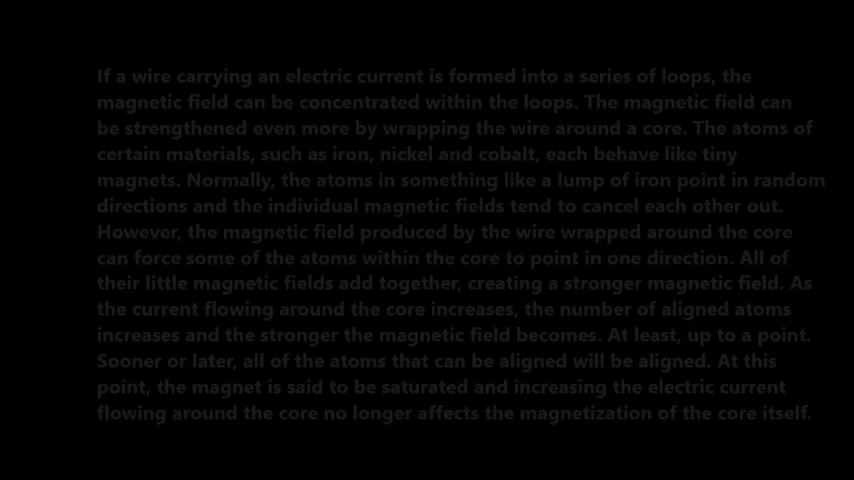 If a wire carrying an electric current is formed into a series of loops, the
magnetic field can be concentrated within the loops. The magnetic field can
be strengthened even more by wrapping the wire around a core. The atoms of
certain materials, such as iron, nickel and cobalt, each behave like tiny
magnets. Normally, the atoms in something like a lump of iron point in random
directions and the individual magnetic fields tend to cancel each other out.
However, the magnetic field produced by the wire wrapped around the core
can force some of the atoms within the core to point in one direction. All of
their little magnetic fields add together, creating a stronger magnetic field. As
the current flowing around the core increases, the number of aligned atoms
increases and the stronger the magnetic field becomes. At least, up to a point.
Sooner or later, all of the atoms that can be aligned will be aligned. At this
point, the magnet is said to be saturated and increasing the electric current
flowing around the core no longer affects the magnetization of the core itself.